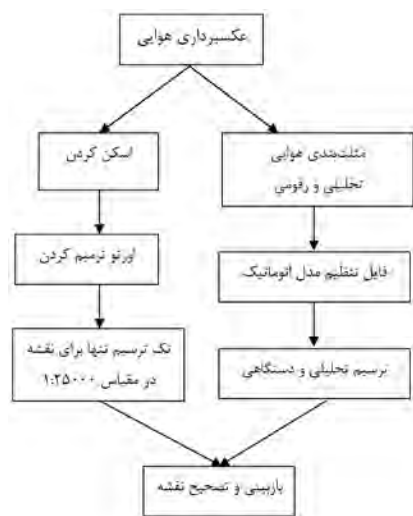 عکسبرداری هوایی
اسکن کردن
مثلث‌بندی هوایی
تحلیلی و رقومی
اورتو ترمیم کردن
فایل تنظیم مدل اتوماتیک
تک ترسیم تنها برای نقشه
در مقیاس ۱:۲۵۰۰۰
ترسیم تحلیلی و دستگاهی
بازبینی و تصحیح نقشه